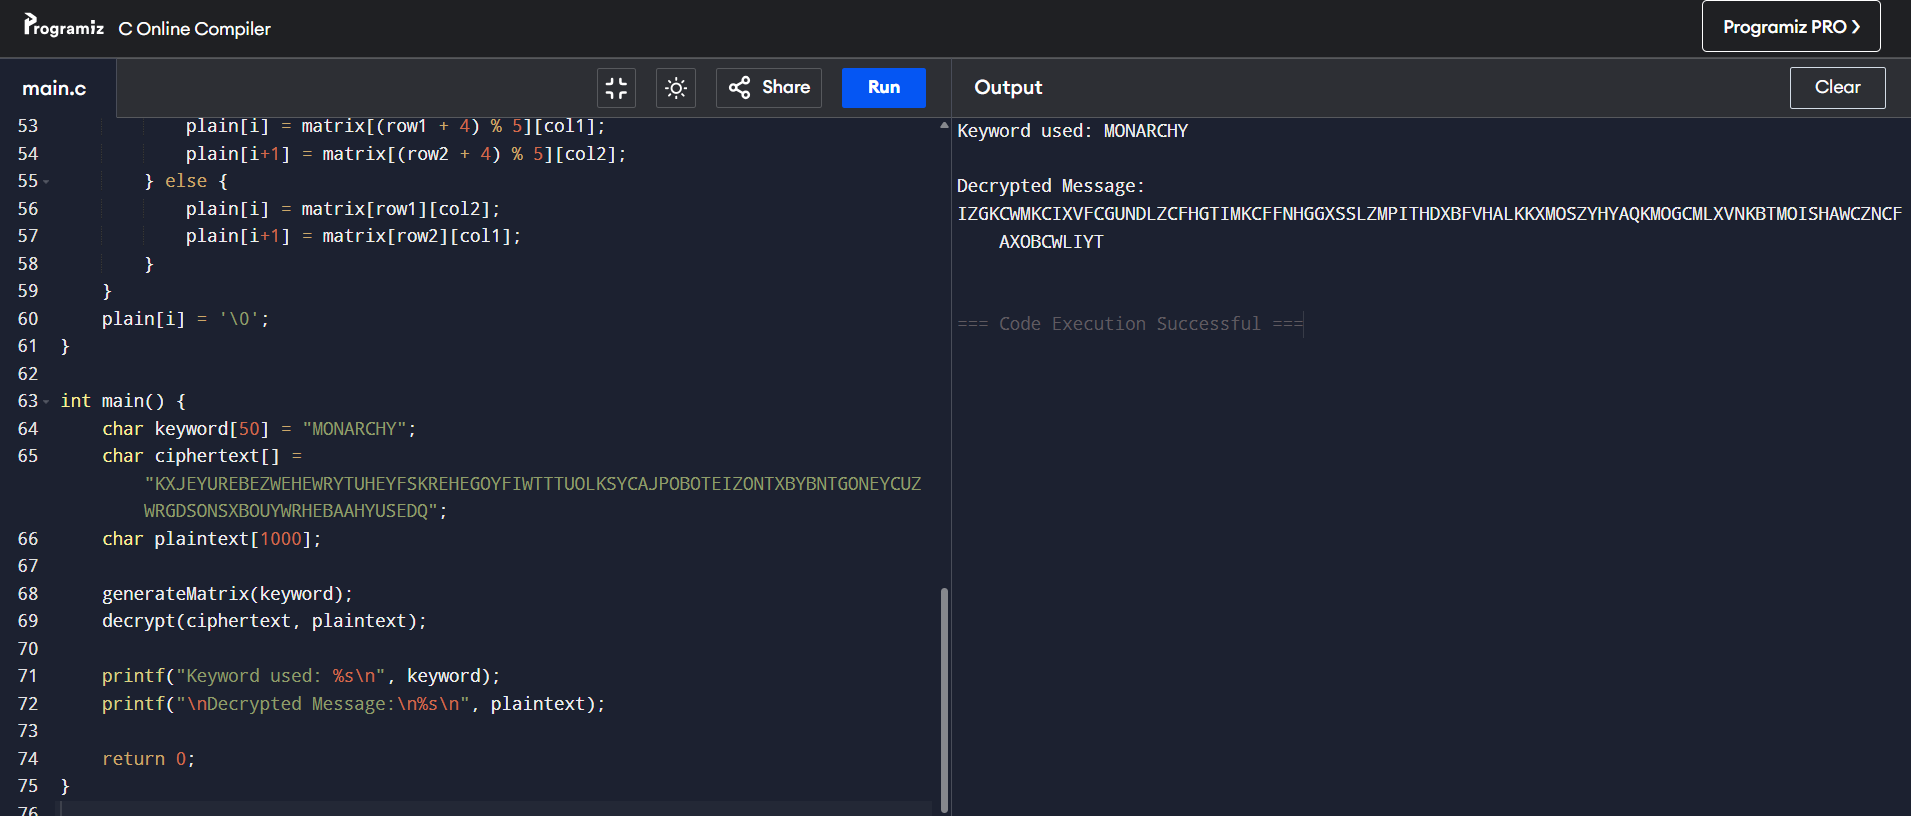 Programiz C Online Compiler
Programiz PRO ❯
main.c
Share
Run
Output
Clear
53 plain[i] = matrix[(row1 + 4) % 5][col1];
54 plain[i+1] = matrix[(row2 + 4) % 5][col2];
55 } else {
56 plain[i] = matrix[row1][col2];
57 plain[i+1] = matrix[row2][col1];
58 }
59 }
60 plain[i] = '\0';
61 }
62
63 int main() {
64 char keyword[50] = "MONARCHY";
65 char ciphertext[] =
"KXJEYUREBEZWEHEWRYTUHEYFSKREHEGOYFIWTTTUOLKSYCAJPOBOTEIZONTXBYBNTGONEYCUZ
WRGDSONSXBOUYWRHEBAAHYUSEDQ";
66 char plaintext[1000];
67
68 generateMatrix(keyword);
69 decrypt(ciphertext, plaintext);
70
71 printf("Keyword used: %s\n", keyword);
72 printf("\nDecrypted Message:\n%s\n", plaintext);
73
74 return 0;
75 }
76
Keyword used: MONARCHY
Decrypted Message:
IZGKCWMKCIXVFCGUNDLZCFHGTIMKCFFNHGGXSSLZMPITHDXBFVHALKKXMOSZYHYAQKMOGCMLXVNKBTMOISHAWCZNCF
AXOBCWLIYT
=== Code Execution Successful ===